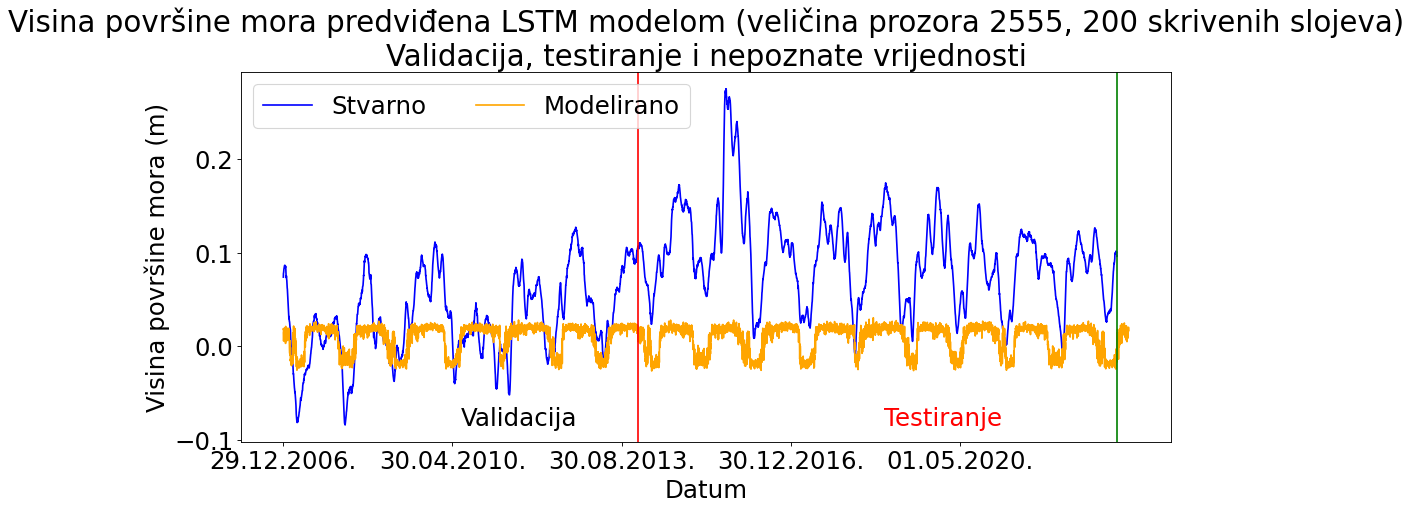 Visina površine mora predviđena LSTM modelom (veličina prozora 2555, 200 skrivenih slojeva)
Validacija, testiranje i nepoznate vrijednosti
Stvarno Modelirano
Visina površine mora (m)
0.2
0.1
0.0
−0.1
Validacija Testiranje
29.12.2006. 30.04.2010. 30.08.2013. 30.12.2016. 01.05.2020.
Datum